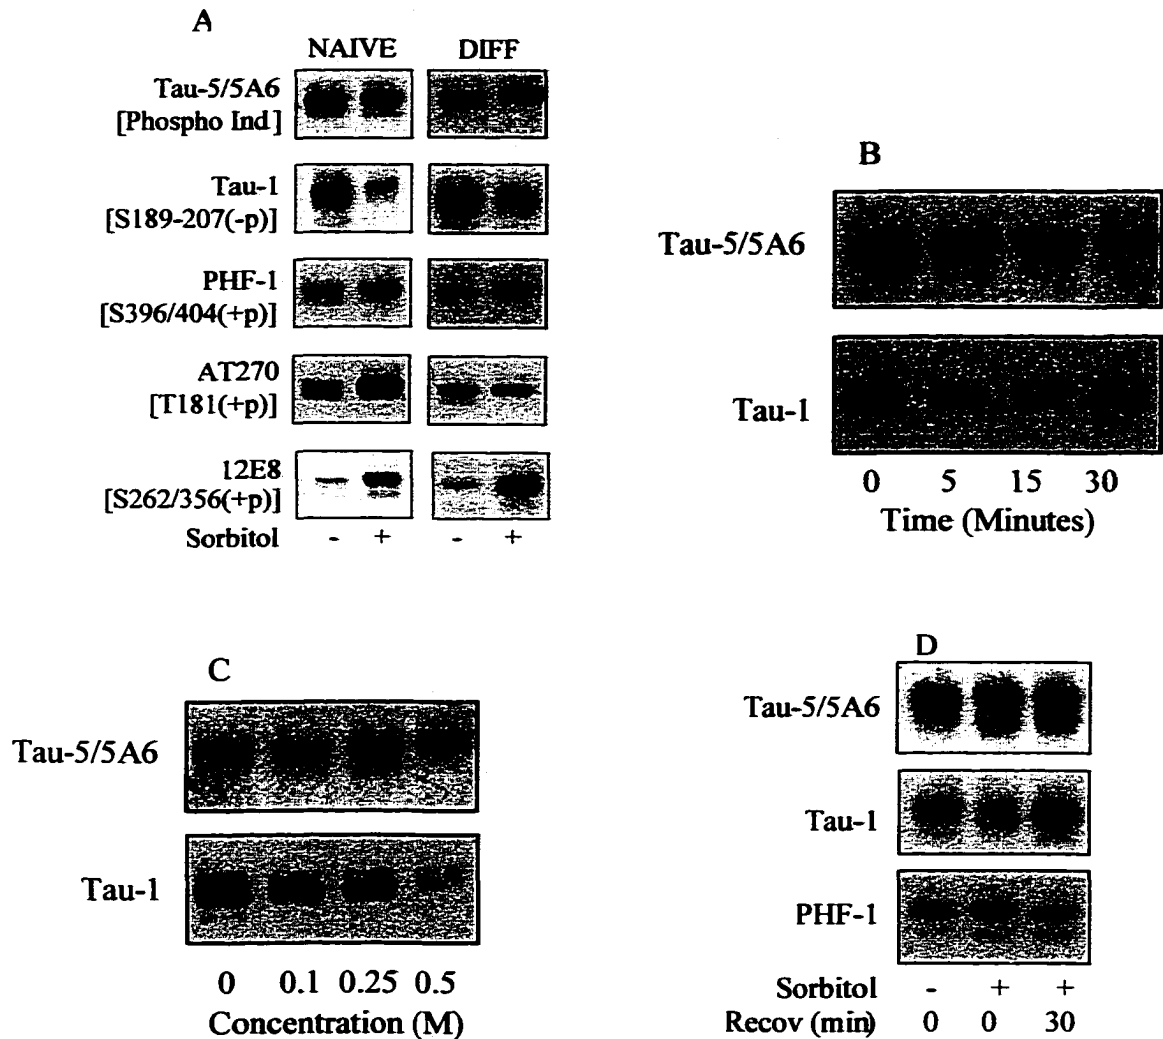 A
NAIVE DIFF
Tau-5/5A6
[Phospho Ind]
Tau-1
[S189-207(-p)]
PHF-1
[S396/404(+p)]
AT270
[T181(+p)]
12E8
[S262/356(+p)]
Sorbitol - + - +
B
Tau-5/5A6
Tau-1
0 5 15 30
Time (Minutes)
C
Tau-5/5A6
Tau-1
0 0.1 0.25 0.5
Concentration (M)
D
Tau-5/5A6
Tau-1
PHF-1
Sorbitol - + +
Recov (min) 0 0 30